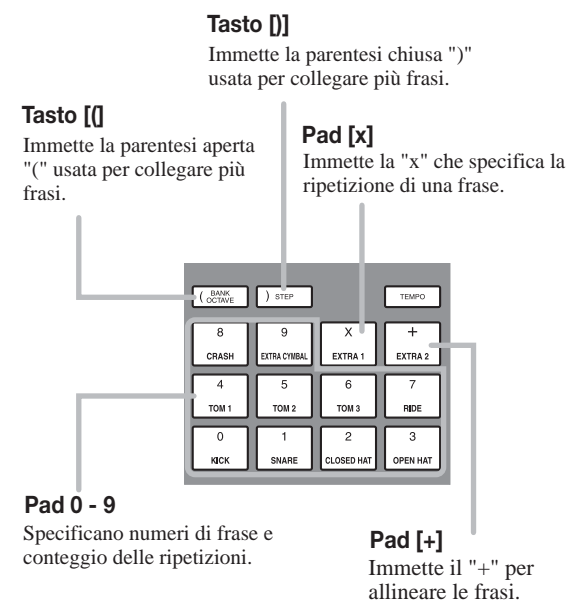 Tasto [)]
Immette la parentesi chiusa ")"
usata per collegare più frasi.
Tasto [(]
Immette la parentesi aperta
"(" usata per collegare più
frasi.
Pad [x]
Immette la "x" che specifica la
ripetizione di una frase.
( BANK OCTAVE
) STEP
TEMPO
8 9 X +
CRASH EXTRA CYMBAL EXTRA 1 EXTRA 2
4 5 6 7
TOM 1 TOM 2 TOM 3 RIDE
0 1 2 3
KICK SNARE CLOSED HAT OPEN HAT
Pad 0 - 9
Specificano numeri di frase e
conteggio delle ripetizioni.
Pad [+]
Immette il "+" per
allineare le frasi.